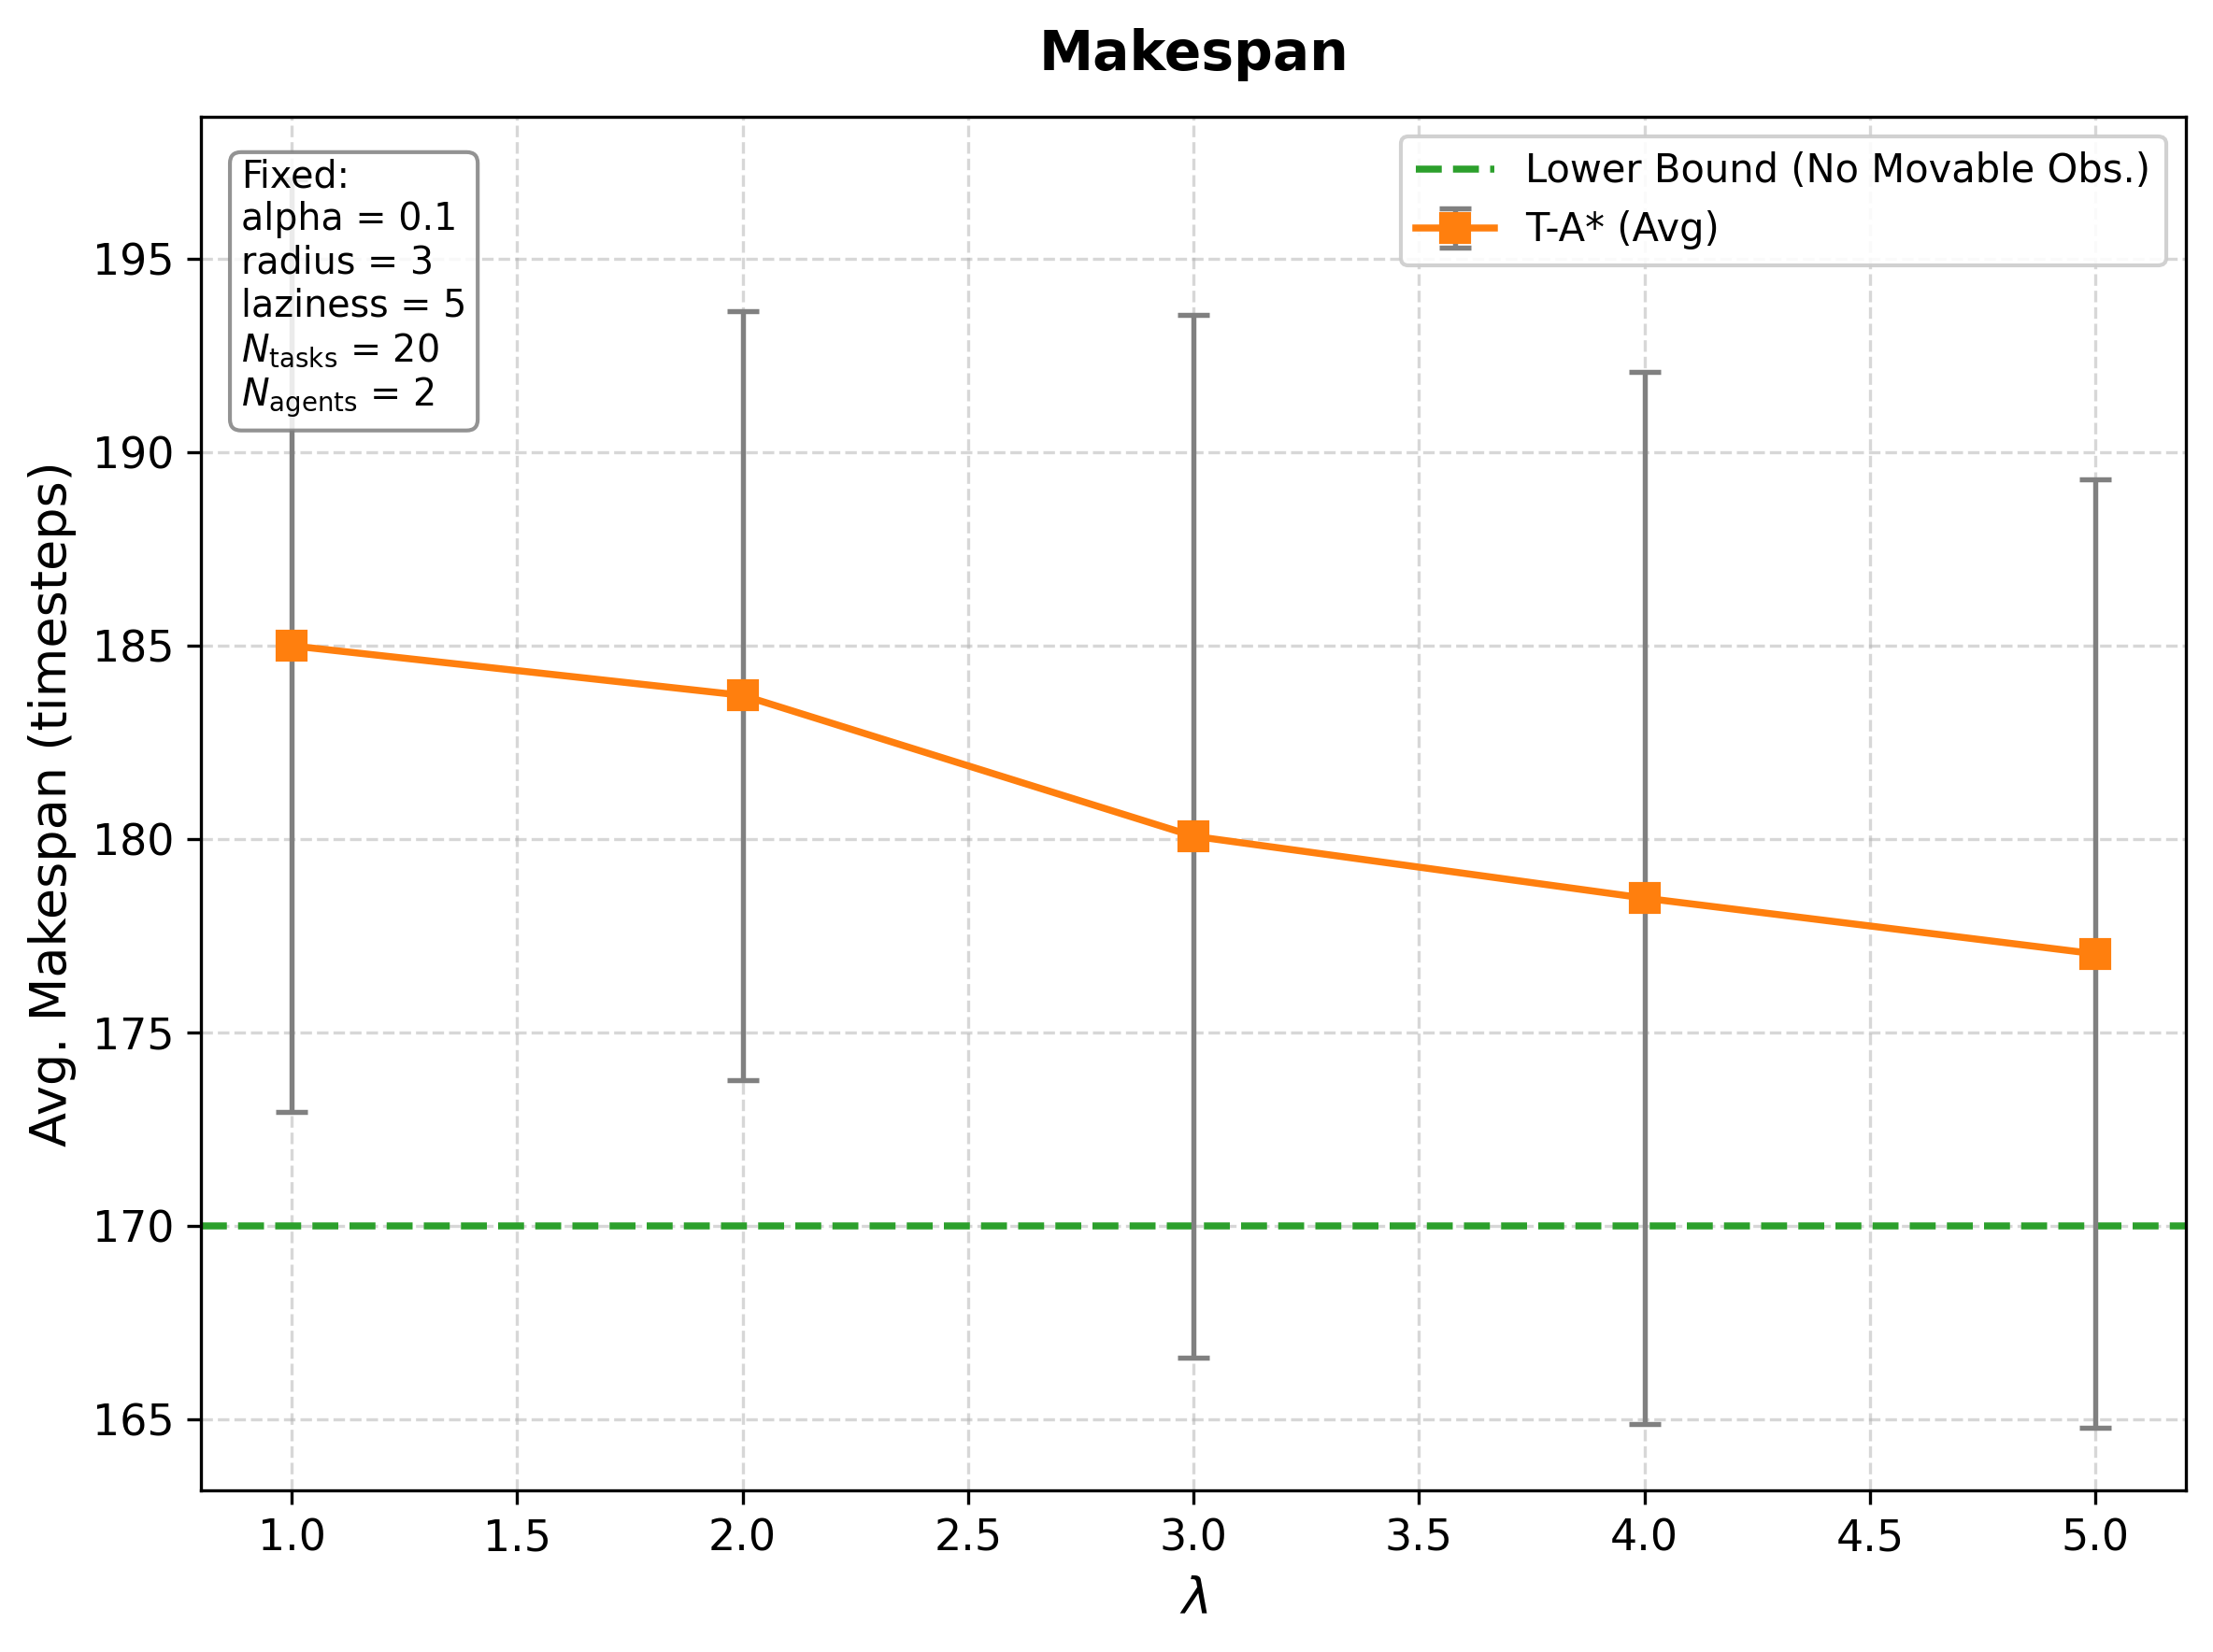 Makespan
Fixed:
alpha = 0.1
radius = 3
laziness = 5
N_tasks = 20
N_agents = 2
Lower Bound (No Movable Obs.)
T-A* (Avg)
Avg. Makespan (timesteps)
195
190
185
180
175
170
165
1.0 1.5 2.0 2.5 3.0 3.5 4.0 4.5 5.0
λ